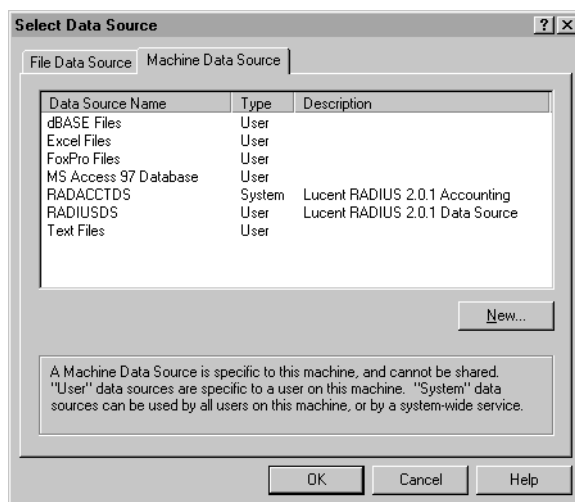 Select Data Source
File Data Source Machine Data Source
Data Source Name Type Description
dBASE Files User
Excel Files User
FoxPro Files User
MS Access 97 Database User
RADACCTDS System Lucent RADIUS 2.0.1 Accounting
RADIUSDS User Lucent RADIUS 2.0.1 Data Source
Text Files User
New...
A Machine Data Source is specific to this machine, and cannot be shared.
"User" data sources are specific to a user on this machine. "System" data
sources can be used by all users on this machine, or by a system-wide service.
OK Cancel Help